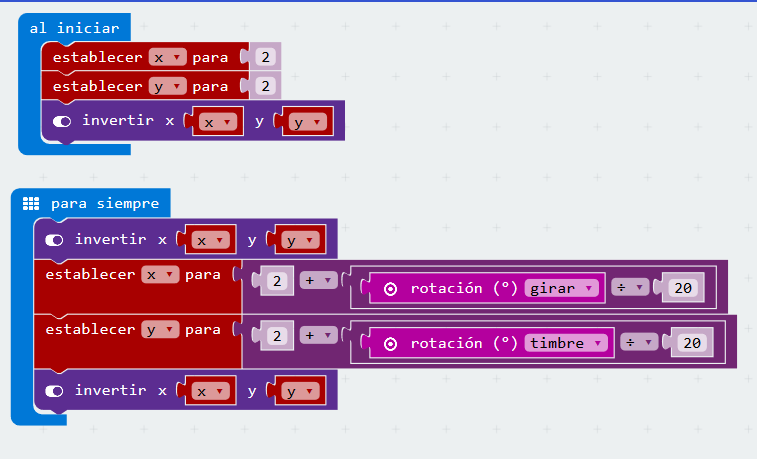 al iniciar
establecer x para 2
establecer y para 2
invertir x x y y
para siempre
invertir x x y y
establecer x para 2 + rotación (°) girar ÷ 20
establecer y para 2 + rotación (°) timbre ÷ 20
invertir x x y y